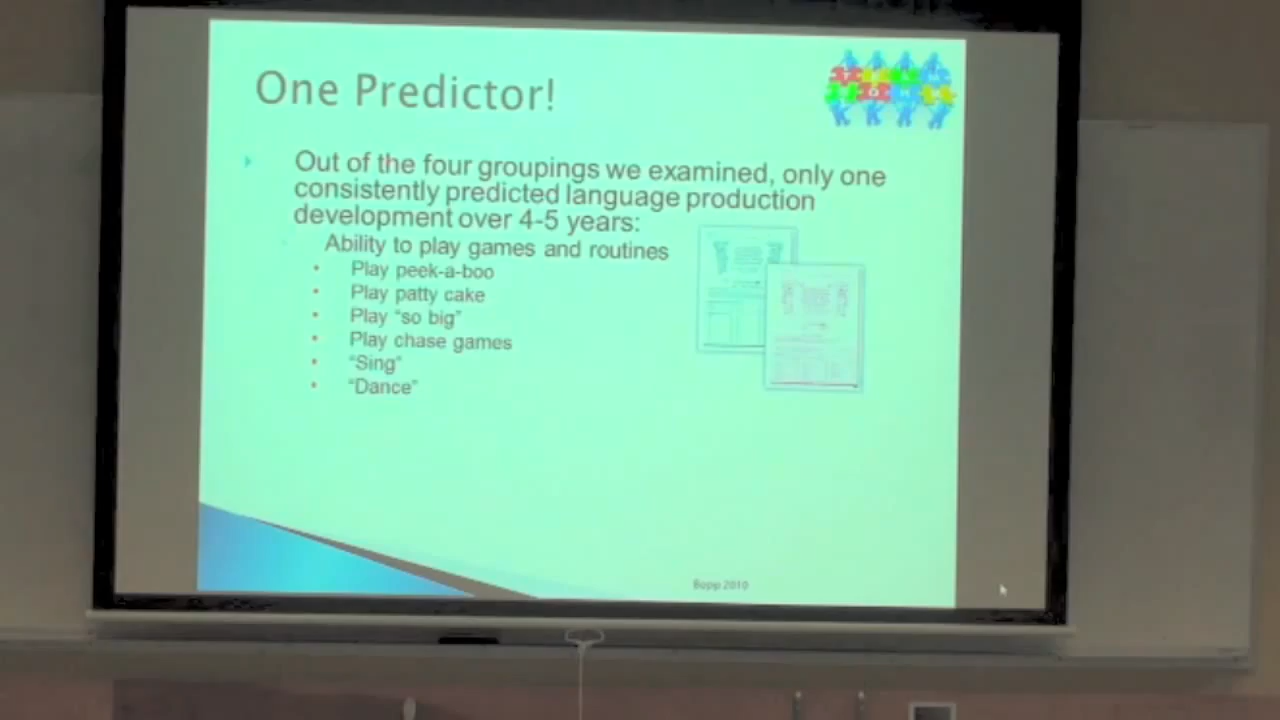 One Predictor!
Out of the four groupings we examined, only one
consistently predicted language production
development over 4-5 years:
Ability to play games and routines
Play peek-a-boo
Play patty cake
Play “so big”
Play chase games
“Sing”
“Dance”
Bopp 2010